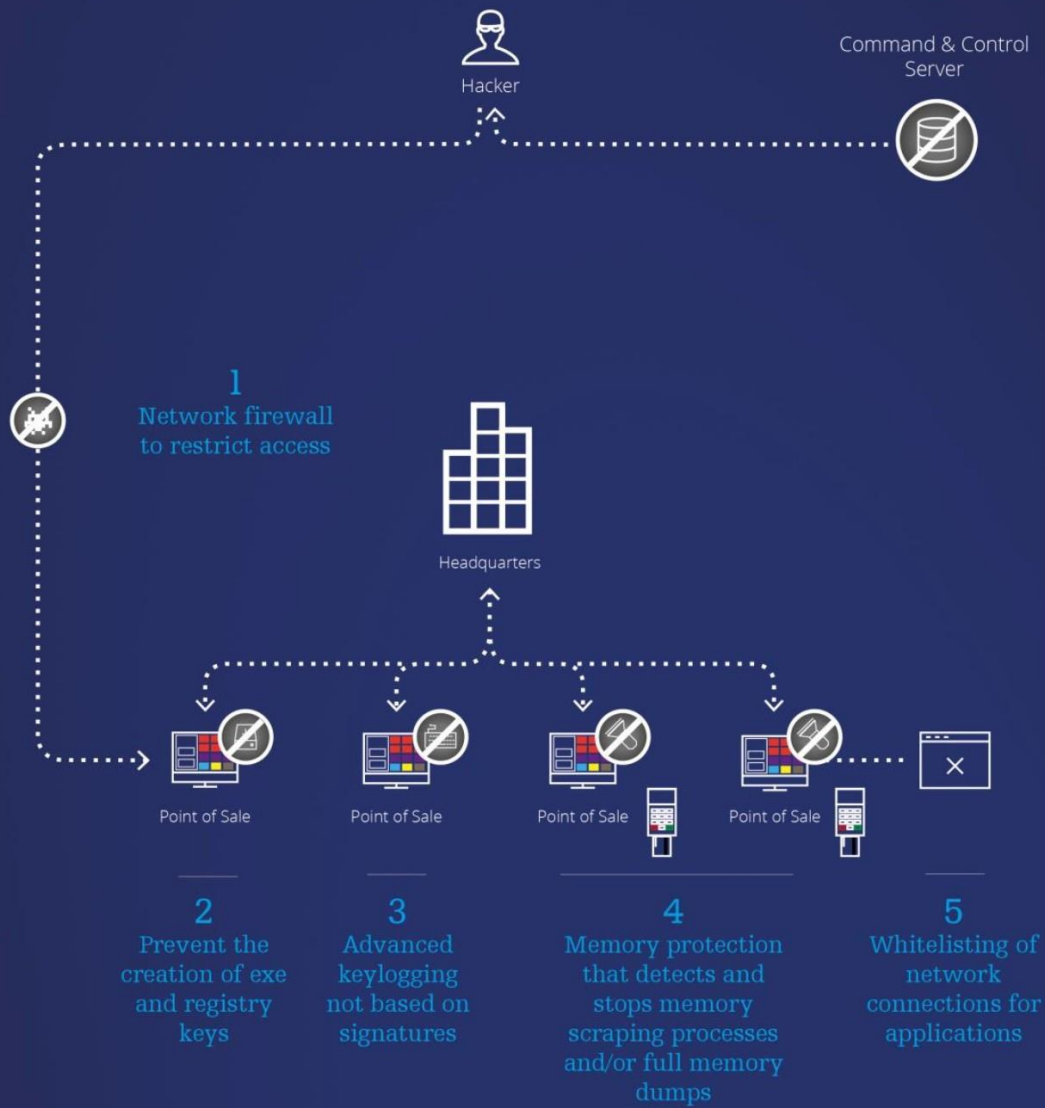 Hacker
Command & Control
Server
1
Network firewall
to restrict access
Headquarters
Point of Sale
Point of Sale
Point of Sale
Point of Sale
2
Prevent the
creation of exe
and registry
keys
3
Advanced
keylogging
not based on
signatures
4
Memory protection
that detects and
stops memory
scraping processes
and/or full memory
dumps
5
Whitelisting of
network
connections for
applications